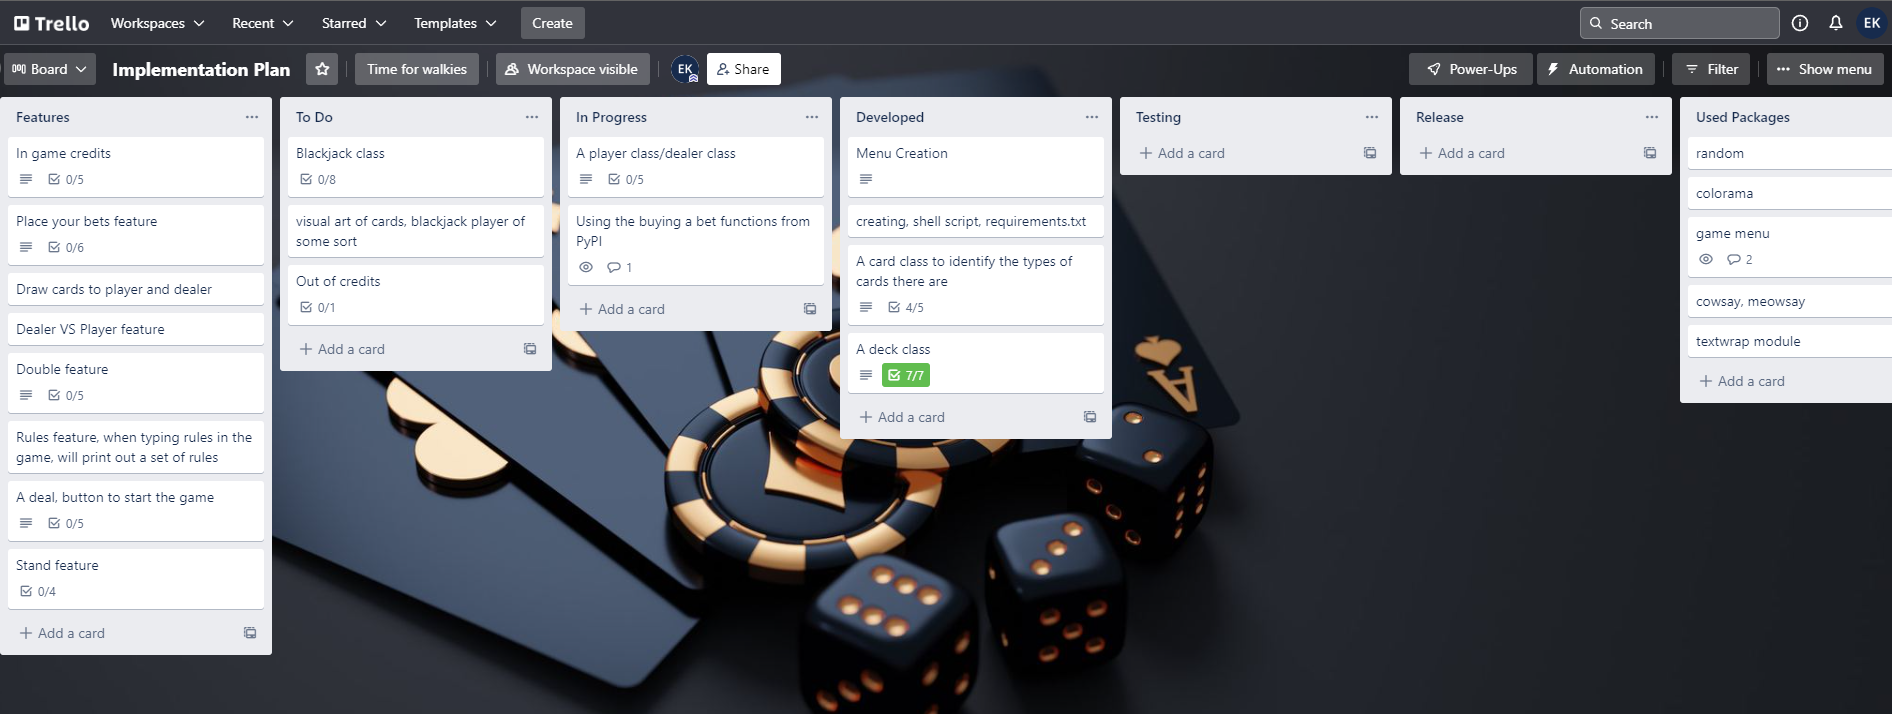 Trello
Workspaces
Recent
Starred
Templates
Create
Search
EK
Board
Implementation Plan
Time for walkies
Workspace visible
EK
Share
Power-Ups
Automation
Filter
Show menu
Features
In game credits
0/5
Place your bets feature
0/6
Draw cards to player and dealer
Dealer VS Player feature
Double feature
0/5
Rules feature, when typing rules in the
game, will print out a set of rules
A deal, button to start the game
0/5
Stand feature
0/4
+ Add a card
To Do
Blackjack class
0/8
visual art of cards, blackjack player of
some sort
Out of credits
0/1
+ Add a card
In Progress
A player class/dealer class
0/5
Using the buying a bet functions from
PyPI
1
+ Add a card
Developed
Menu Creation
creating, shell script, requirements.txt
A card class to identify the types of
cards there are
4/5
A deck class
7/7
+ Add a card
Testing
+ Add a card
Release
+ Add a card
Used Packages
random
colorama
game menu
2
cowsay, meowsay
textwrap module
+ Add a card
A